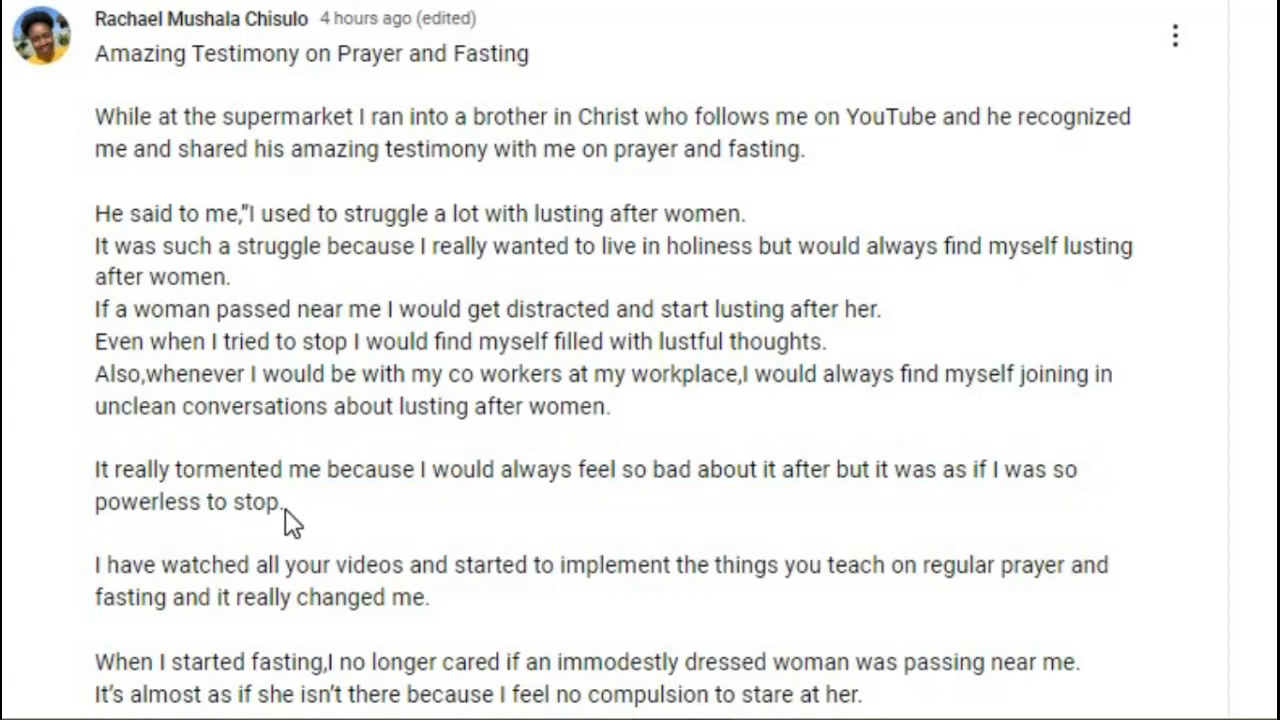 Rachael Mushala Chisulo 4 hours ago (edited)
Amazing Testimony on Prayer and Fasting
While at the supermarket I ran into a brother in Christ who follows me on YouTube and he recognized
me and shared his amazing testimony with me on prayer and fasting.
He said to me,"I used to struggle a lot with lusting after women.
It was such a struggle because I really wanted to live in holiness but would always find myself lusting
after women.
If a woman passed near me I would get distracted and start lusting after her.
Even when I tried to stop I would find myself filled with lustful thoughts.
Also,whenever I would be with my co workers at my workplace,I would always find myself joining in
unclean conversations about lusting after women.
It really tormented me because I would always feel so bad about it after but it was as if I was so
powerless to stop.
I have watched all your videos and started to implement the things you teach on regular prayer and
fasting and it really changed me.
When I started fasting,I no longer cared if an immodestly dressed woman was passing near me.
It's almost as if she isn't there because I feel no compulsion to stare at her.